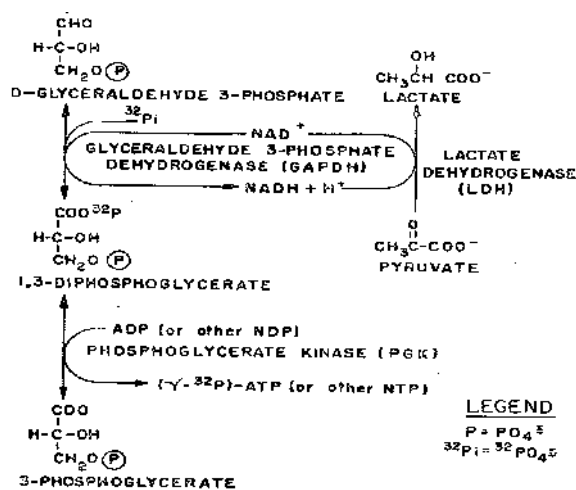 CHO
H-C-OH
CH₂O Ⓟ
D-GLYCERALDEHYDE 3-PHOSPHATE
³²Pi
NAD⁺
GLYCERALDEHYDE 3-PHOSPHATE
DEHYDROGENASE (GAPDH)
NADH + H⁺
OH
CH₃CH COO⁻
LACTATE
LACTATE
DEHYDROGENASE
(LDH)
O
CH₃C-COO⁻
PYRUVATE
COO³²P
H-C-OH
CH₂O Ⓟ
1,3-DIPHOSPHOGLYCERATE
ADP (or other NDP)
PHOSPHOGLYCERATE KINASE (PGK)
(γ-³²P)-ATP (or other NTP)
COO
H-C-OH
CH₂O Ⓟ
3-PHOSPHOGLYCERATE
LEGEND
P = PO₄⁼
³²Pi = ³²PO₄⁼